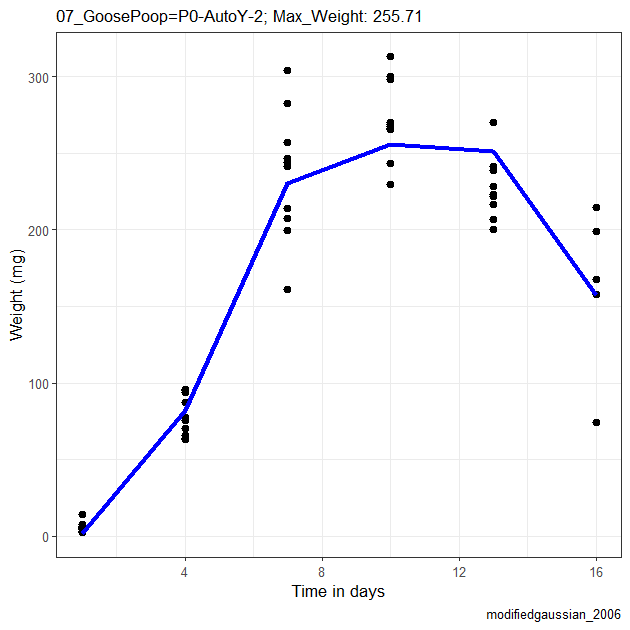 07_GoosePoop=P0-AutoY-2; Max_Weight: 255.71
300
200
100
0
Weight (mg)
4 8 12 16
Time in days
modifiedgaussian_2006